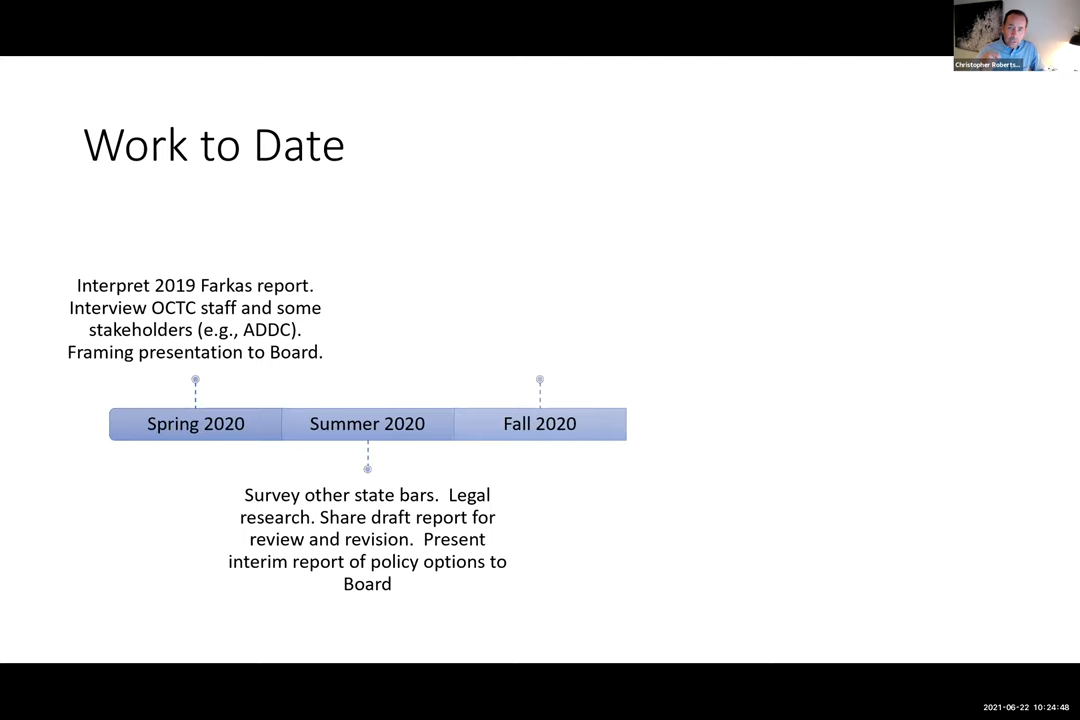 Christopher Roberts...
Work to Date
Interpret 2019 Farkas report.
Interview OCTC staff and some
stakeholders (e.g., ADDC).
Framing presentation to Board.
Spring 2020
Summer 2020
Fall 2020
Survey other state bars.  Legal
research. Share draft report for
review and revision.  Present
interim report of policy options to
Board
2021-06-22 10:24:48